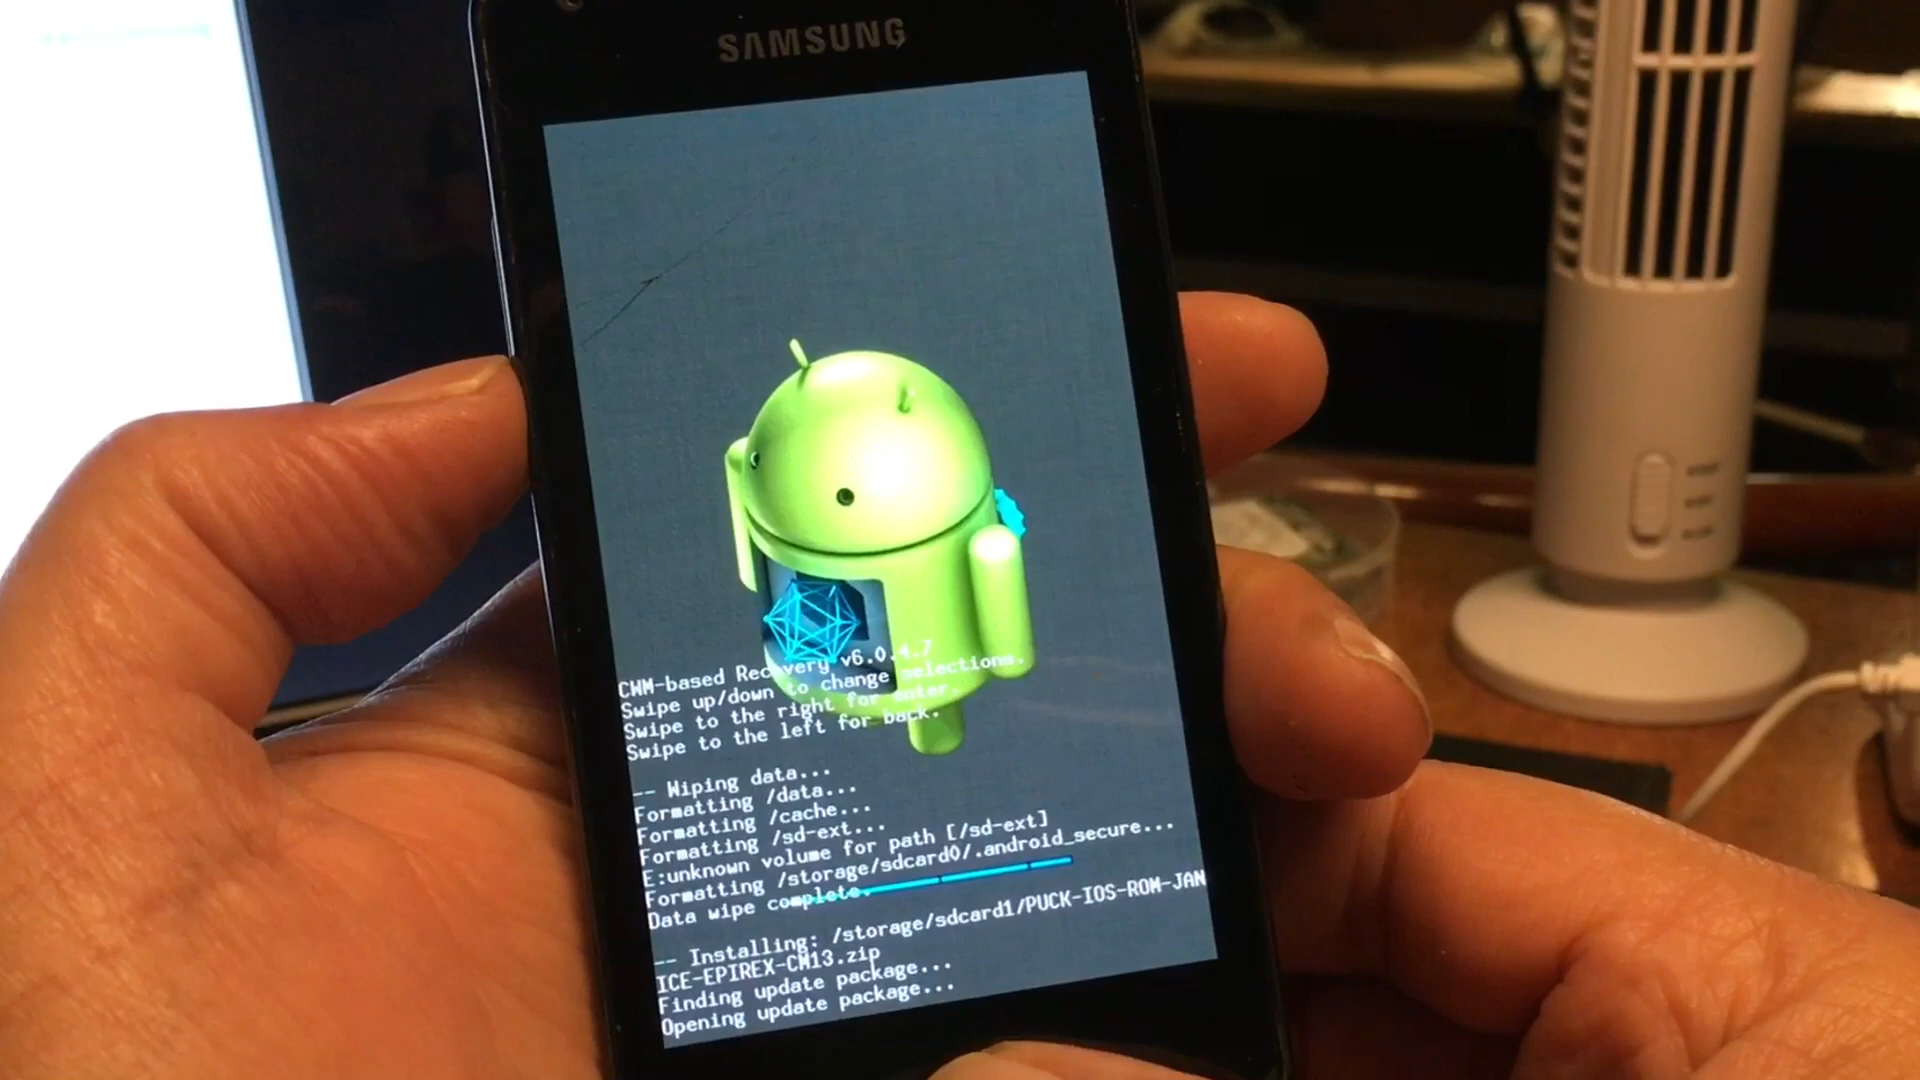 SAMSUNG
CWM-based Recovery v6.0.4.7
Swipe up/down to change selections.
Swipe to the right for enter.
Swipe to the left for back.
-- Wiping data...
Formatting /data...
Formatting /cache...
Formatting /sd-ext...
E:unknown volume for path [/sd-ext]
Formatting /storage/sdcard0/.android_secure...
Data wipe complete.
-- Installing: /storage/sdcard1/PUCK-IOS-ROM-JAN
ICE-EPIREX-CM13.zip
Finding update package...
Opening update package...